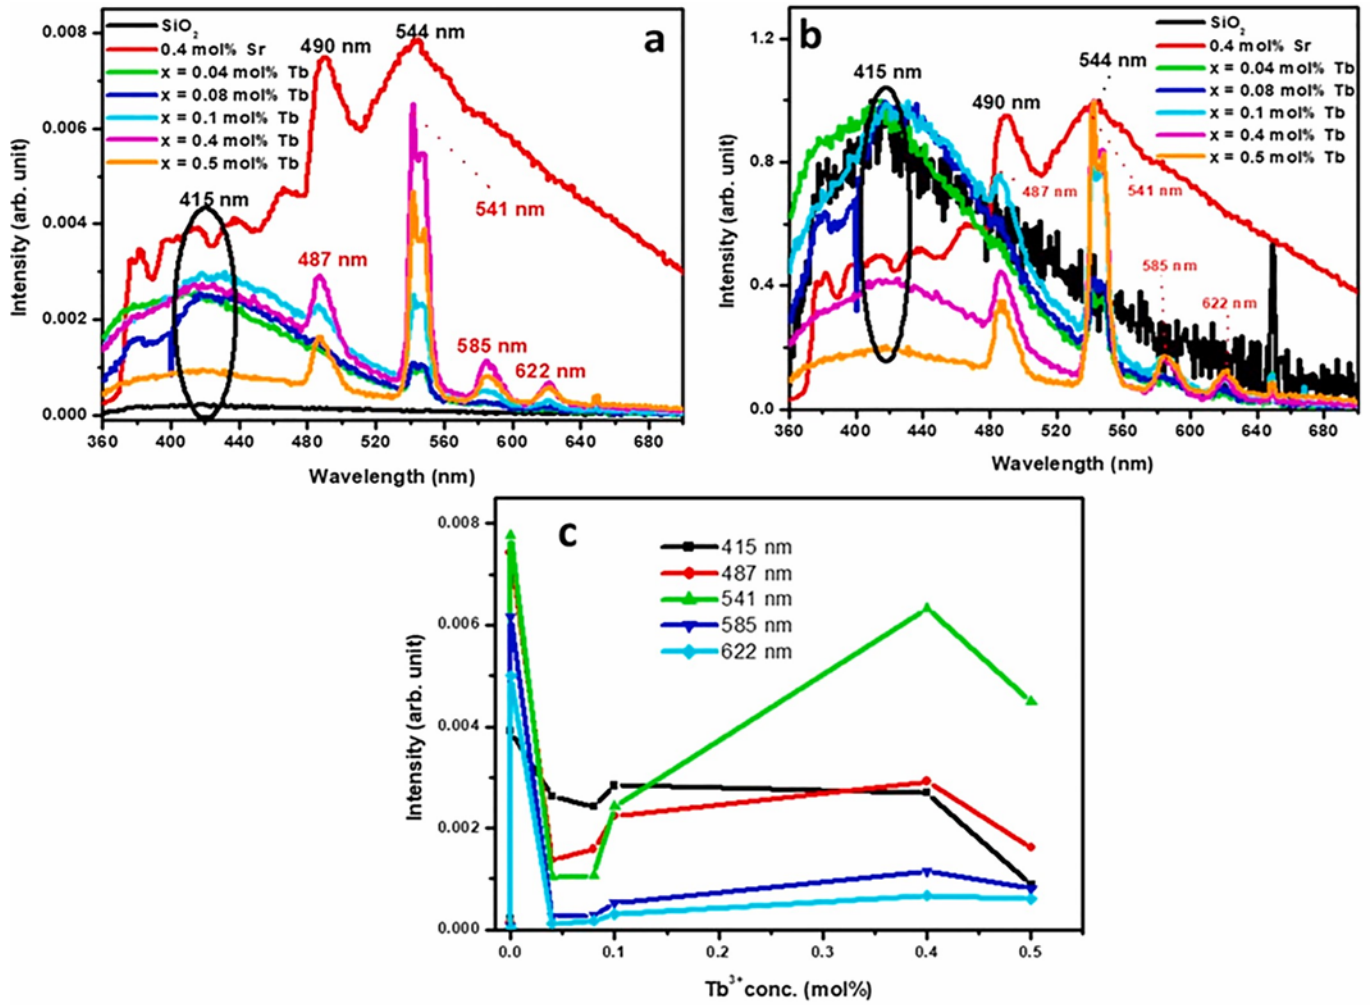 a
SiO2
0.4 mol% Sr
x = 0.04 mol% Tb
x = 0.08 mol% Tb
x = 0.1 mol% Tb
x = 0.4 mol% Tb
x = 0.5 mol% Tb
490 nm
544 nm
415 nm
541 nm
487 nm
585 nm
622 nm
0.008
0.006
0.004
0.002
0.000
Intensity (arb. unit)
360 400 440 480 520 560 600 640 680
Wavelength (nm)
b
SiO2
0.4 mol% Sr
x = 0.04 mol% Tb
x = 0.08 mol% Tb
x = 0.1 mol% Tb
x = 0.4 mol% Tb
x = 0.5 mol% Tb
415 nm
544 nm
490 nm
487 nm
541 nm
585 nm
622 nm
1.2
0.8
0.4
0.0
Intensity (arb. unit)
360 400 440 480 520 560 600 640 680
Wavelength (nm)
c
415 nm
487 nm
541 nm
585 nm
622 nm
0.008
0.006
0.004
0.002
0.000
Intensity (arb. unit)
0.0 0.1 0.2 0.3 0.4 0.5
Tb3+conc. (mol%)